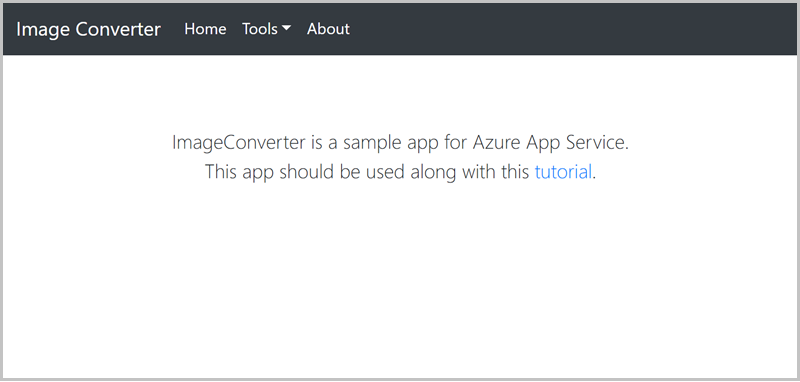 Image Converter Home Tools About
ImageConverter is a sample app for Azure App Service.
This app should be used along with this tutorial.